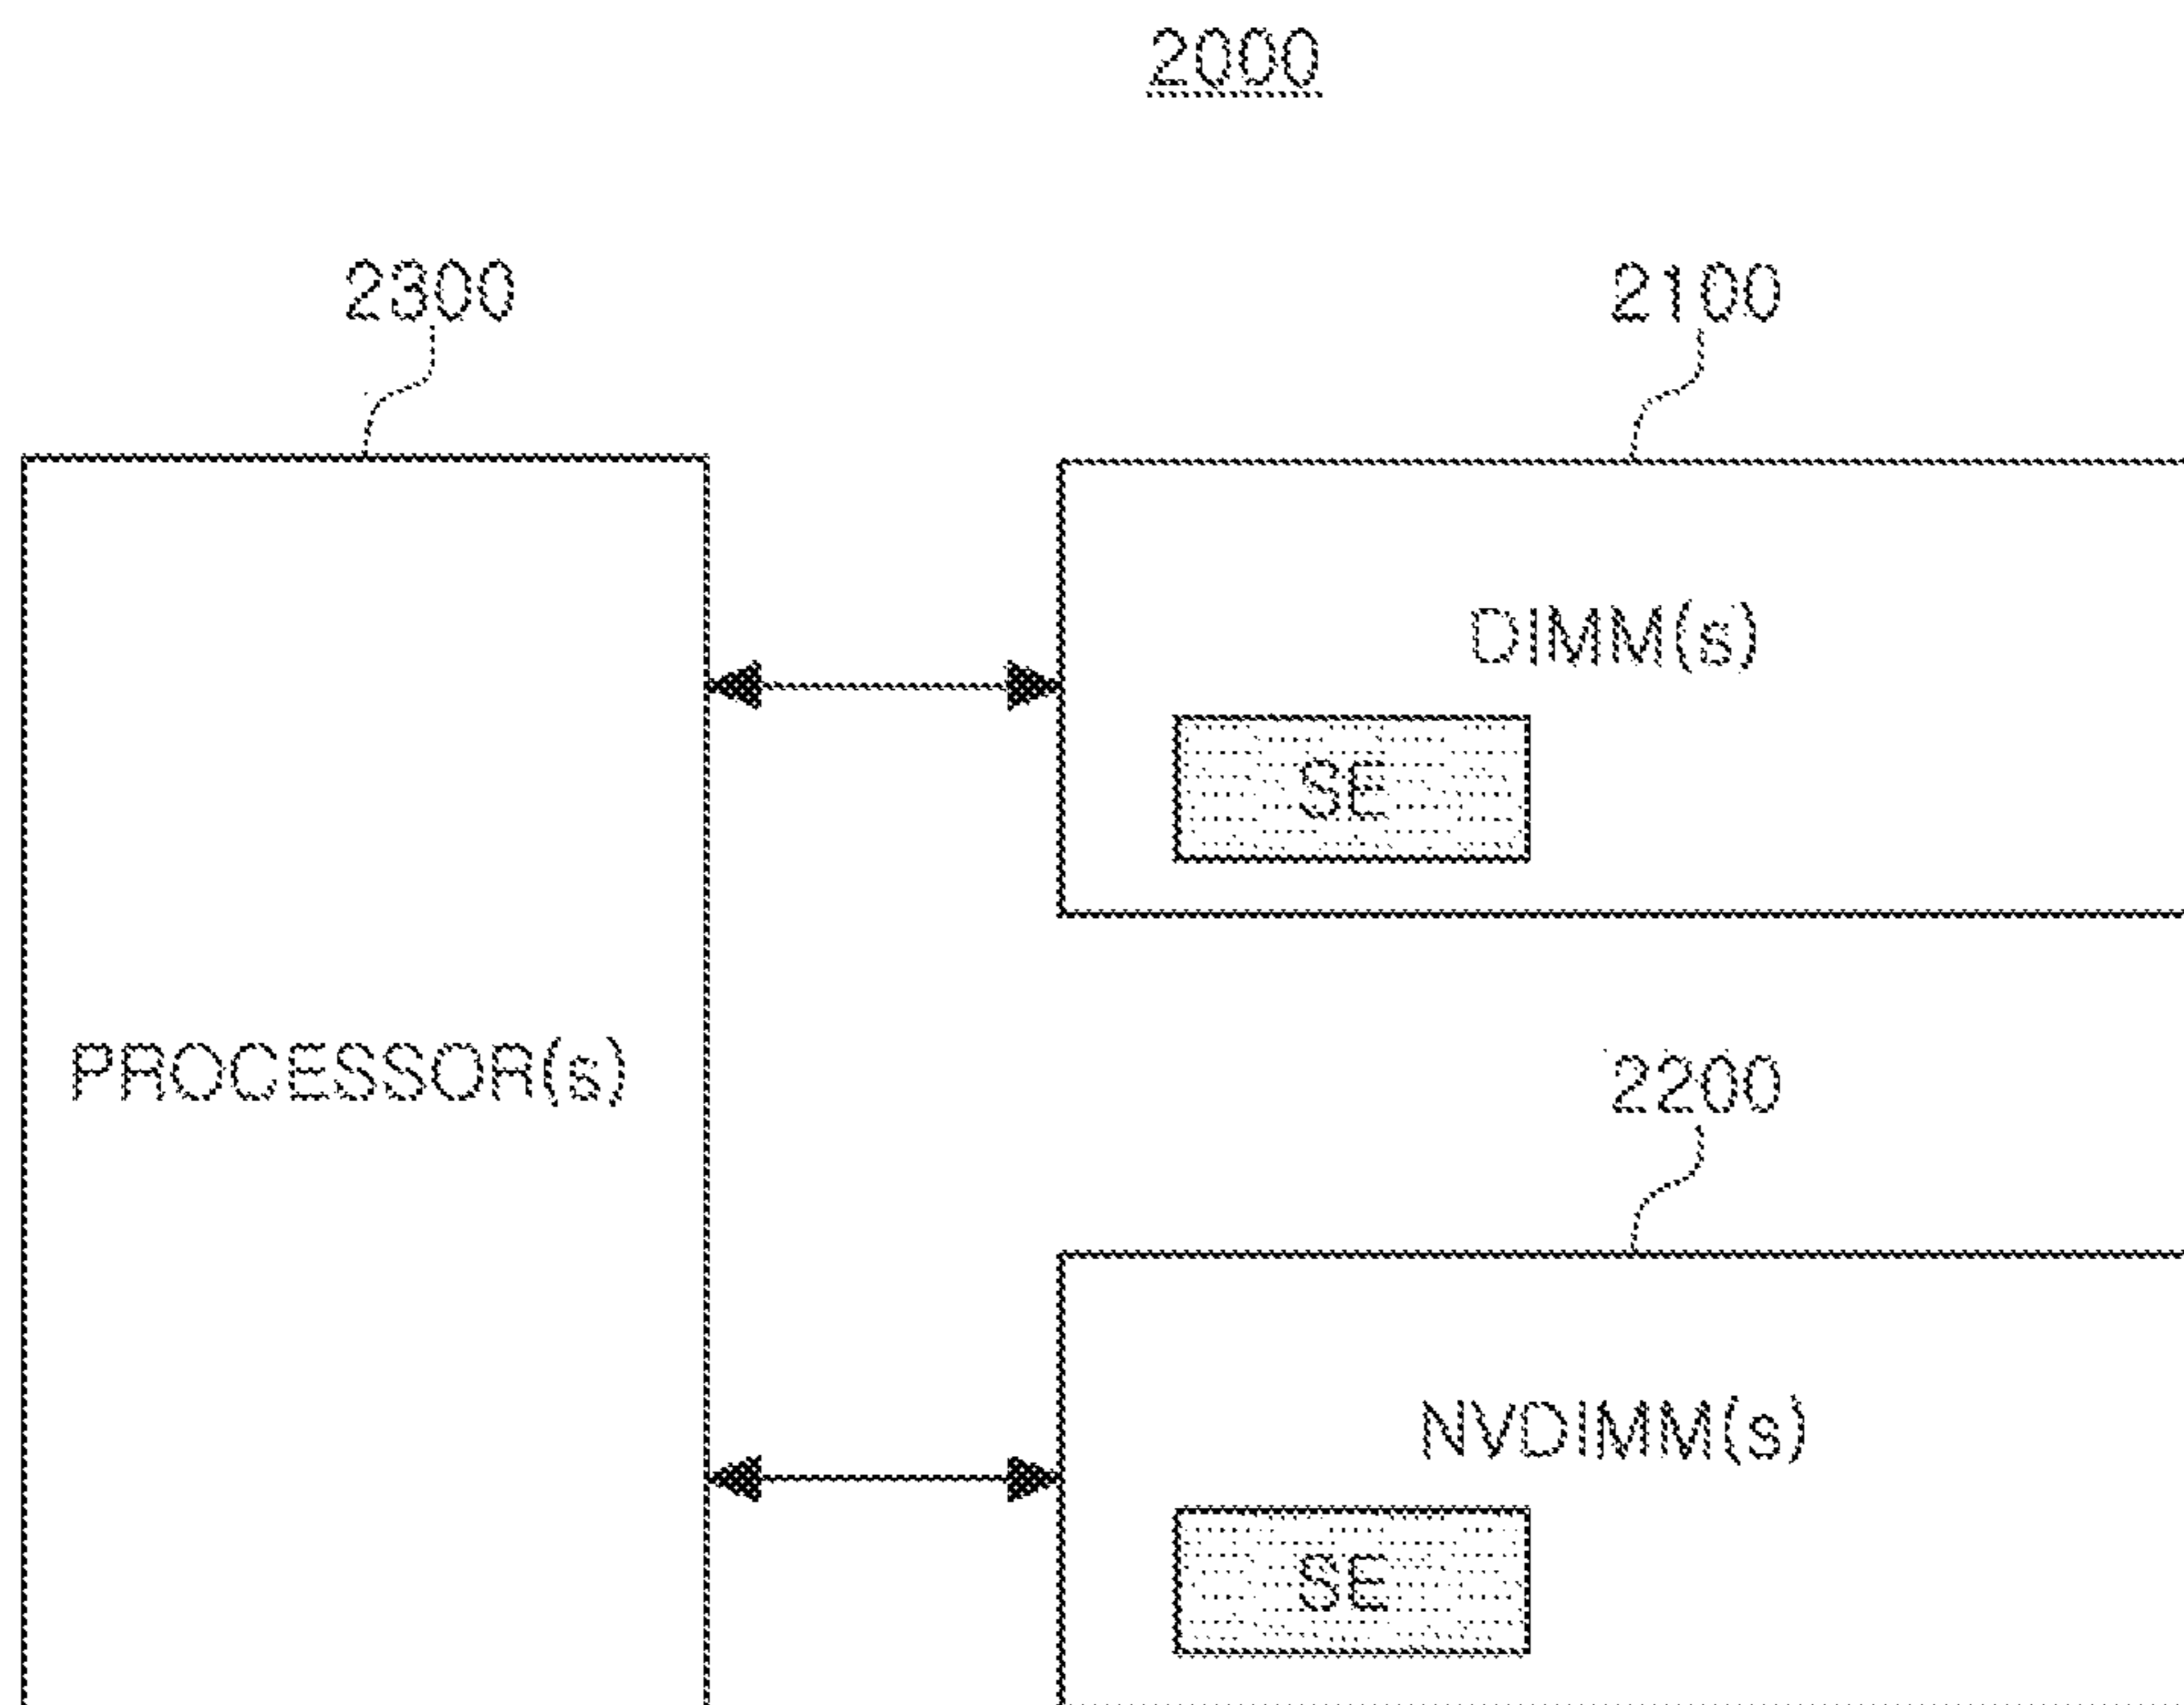 2000
2300
2100
DIMM(s)
SE
PROCESSOR(s)
2200
NVDIMM(s)
SE